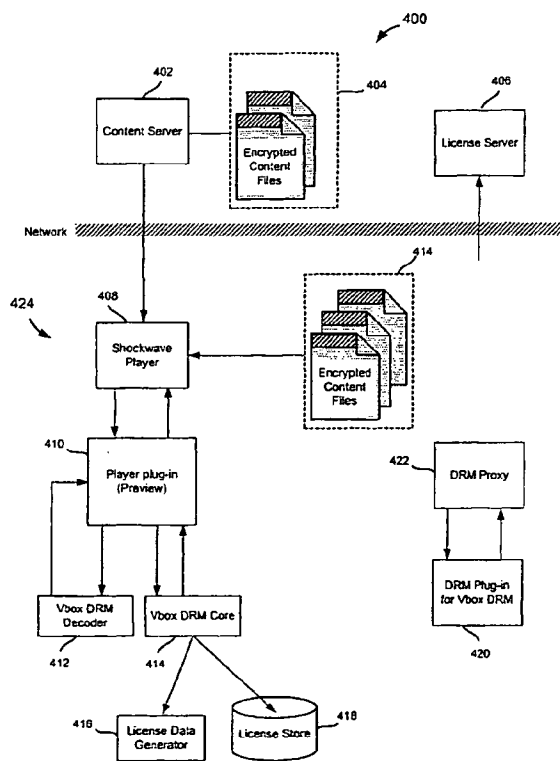 400
402
404
406
Content Server
Encrypted
Content
Files
License Server
Network
414
424
408
Shockwave
Player
Encrypted
Content
Files
410
Player plug-in
(Preview)
422
DRM Proxy
Vbox DRM
Decoder
Vbox DRM Core
DRM Plug-in
for Vbox DRM
412
414
420
416
License Data
Generator
License Store
418